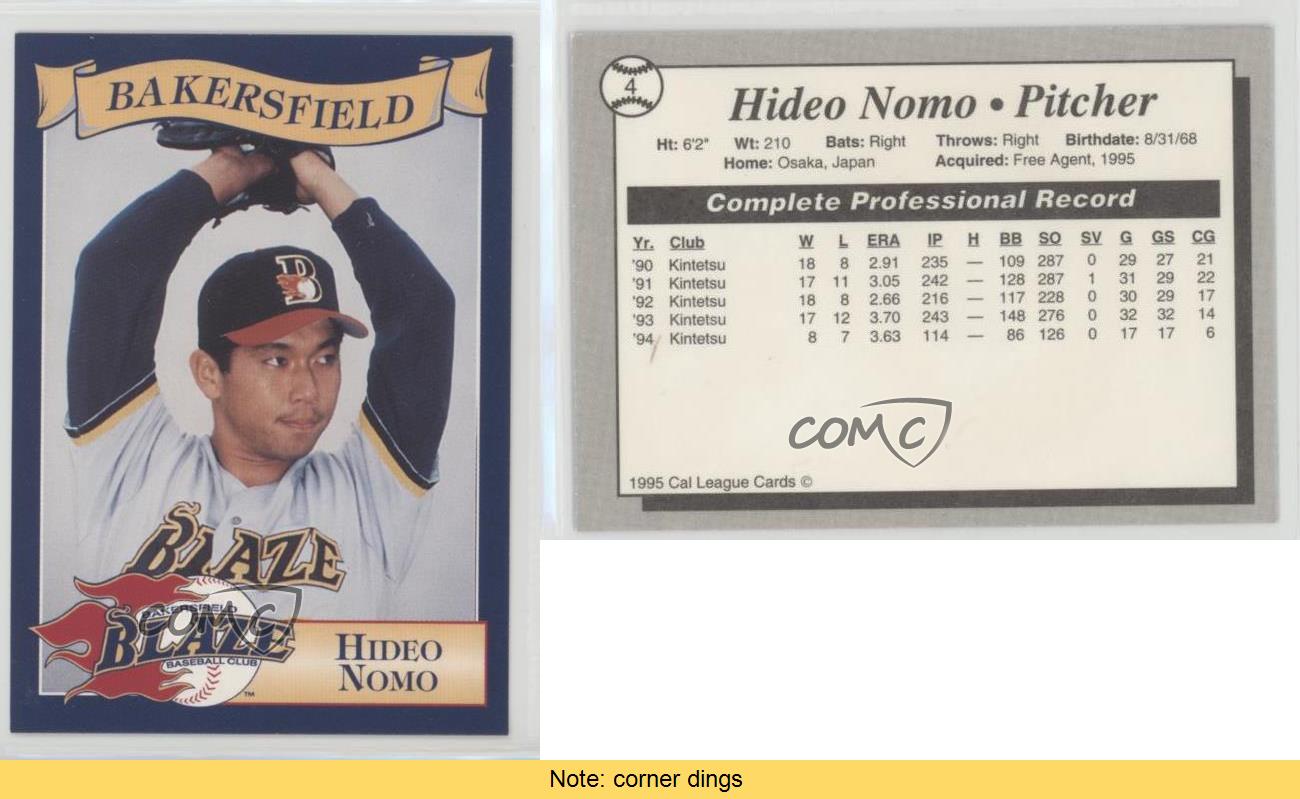 BAKERSFIELD
B
BLAZE
BAKERSFIELD
BLAZE
BASEBALL CLUB
TM
COMC
HIDEO
NOMO
4
Hideo Nomo • Pitcher
Ht: 6'2" Wt: 210 Bats: Right Throws: Right Birthdate: 8/31/68
Home: Osaka, Japan Acquired: Free Agent, 1995
Complete Professional Record
Yr. Club W L ERA IP H BB SO SV G GS CG
'90 Kintetsu 18 8 2.91 235 — 109 287 0 29 27 21
'91 Kintetsu 17 11 3.05 242 — 128 287 1 31 29 22
'92 Kintetsu 18 8 2.66 216 — 117 228 0 30 29 17
'93 Kintetsu 17 12 3.70 243 — 148 276 0 32 32 14
'94 Kintetsu 8 7 3.63 114 — 86 126 0 17 17 6
COMC
1995 Cal League Cards ©
Note: corner dings